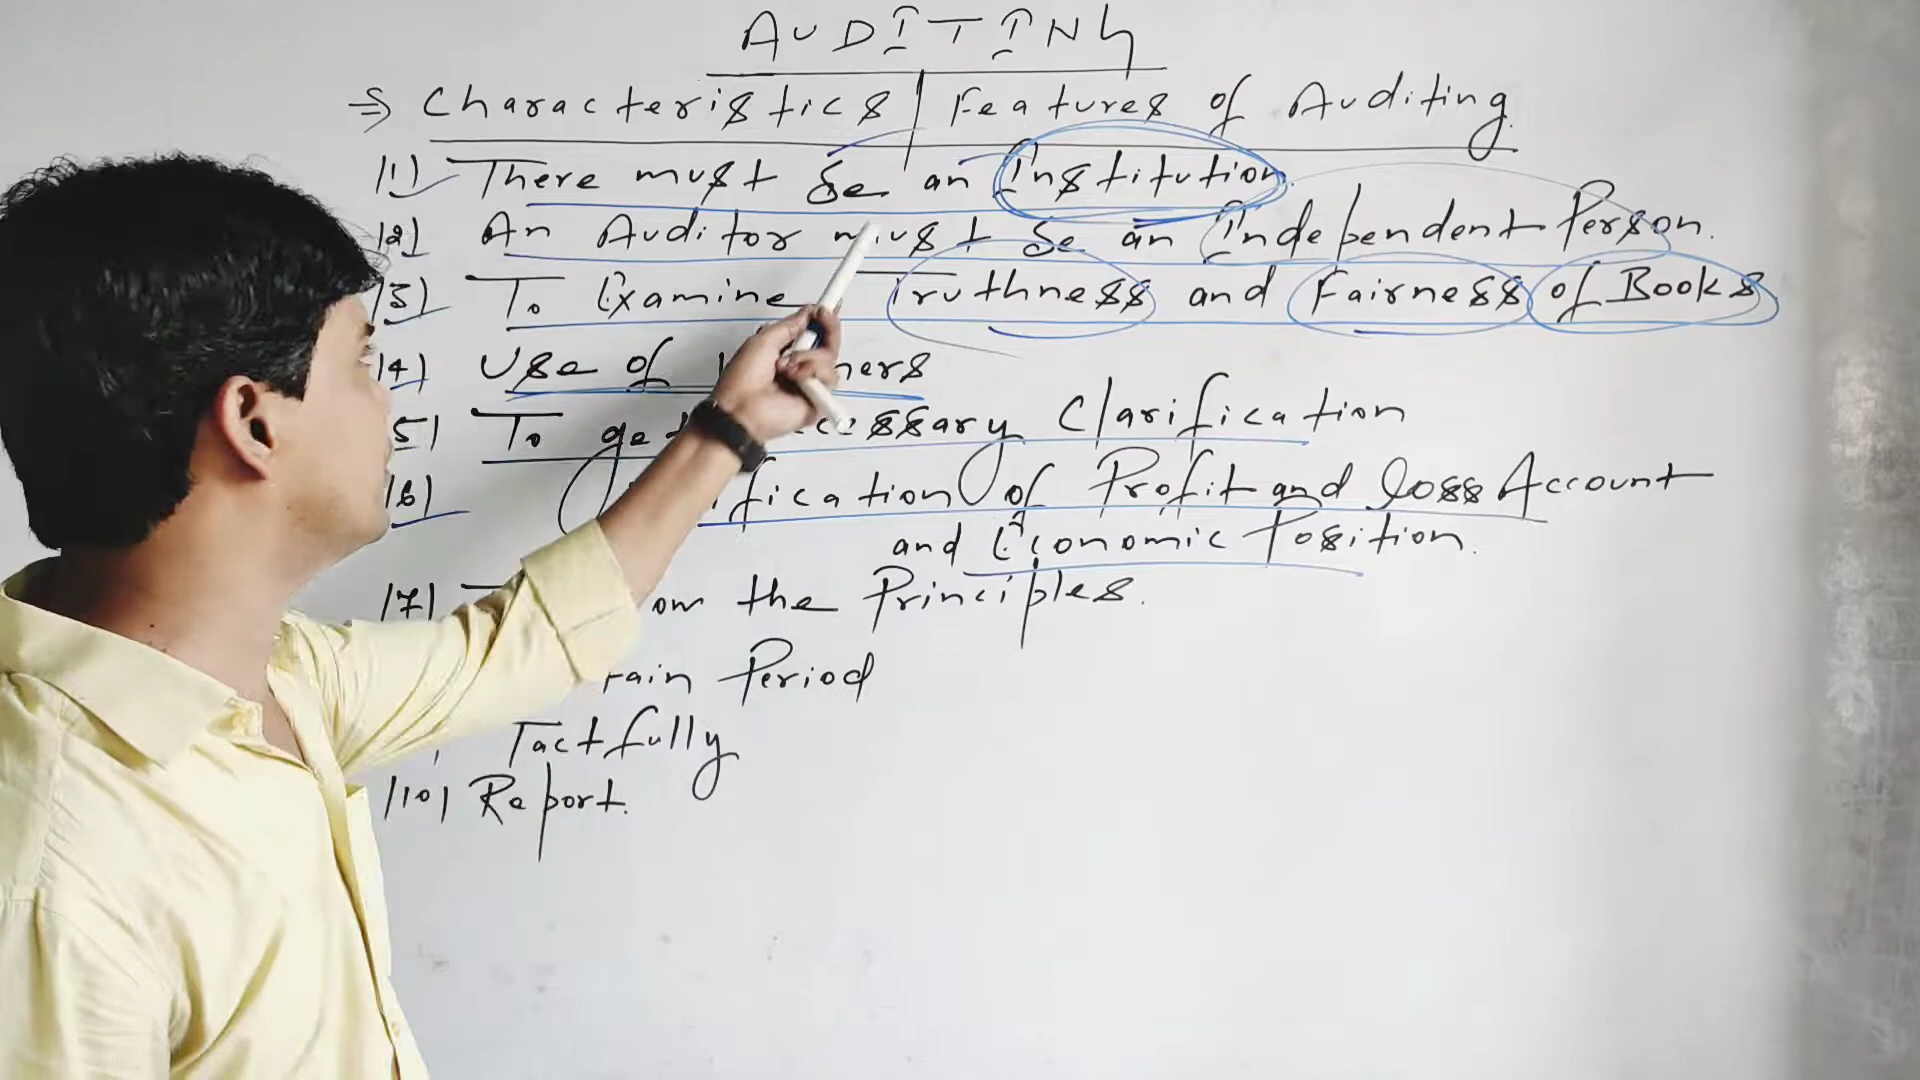 AUDITING
⇒ Characteristics | Features of Auditing
|1| There must be an Institution.
|2| An Auditor must be an Independent Person.
|3| To Examine Truthness and Fairness of Books
|4| Use of
|5| To get Clarification
|6| of Profit and Loss Account
and Economic Position.
|7| the Principles.
Period
Tactfully
|10| Report.